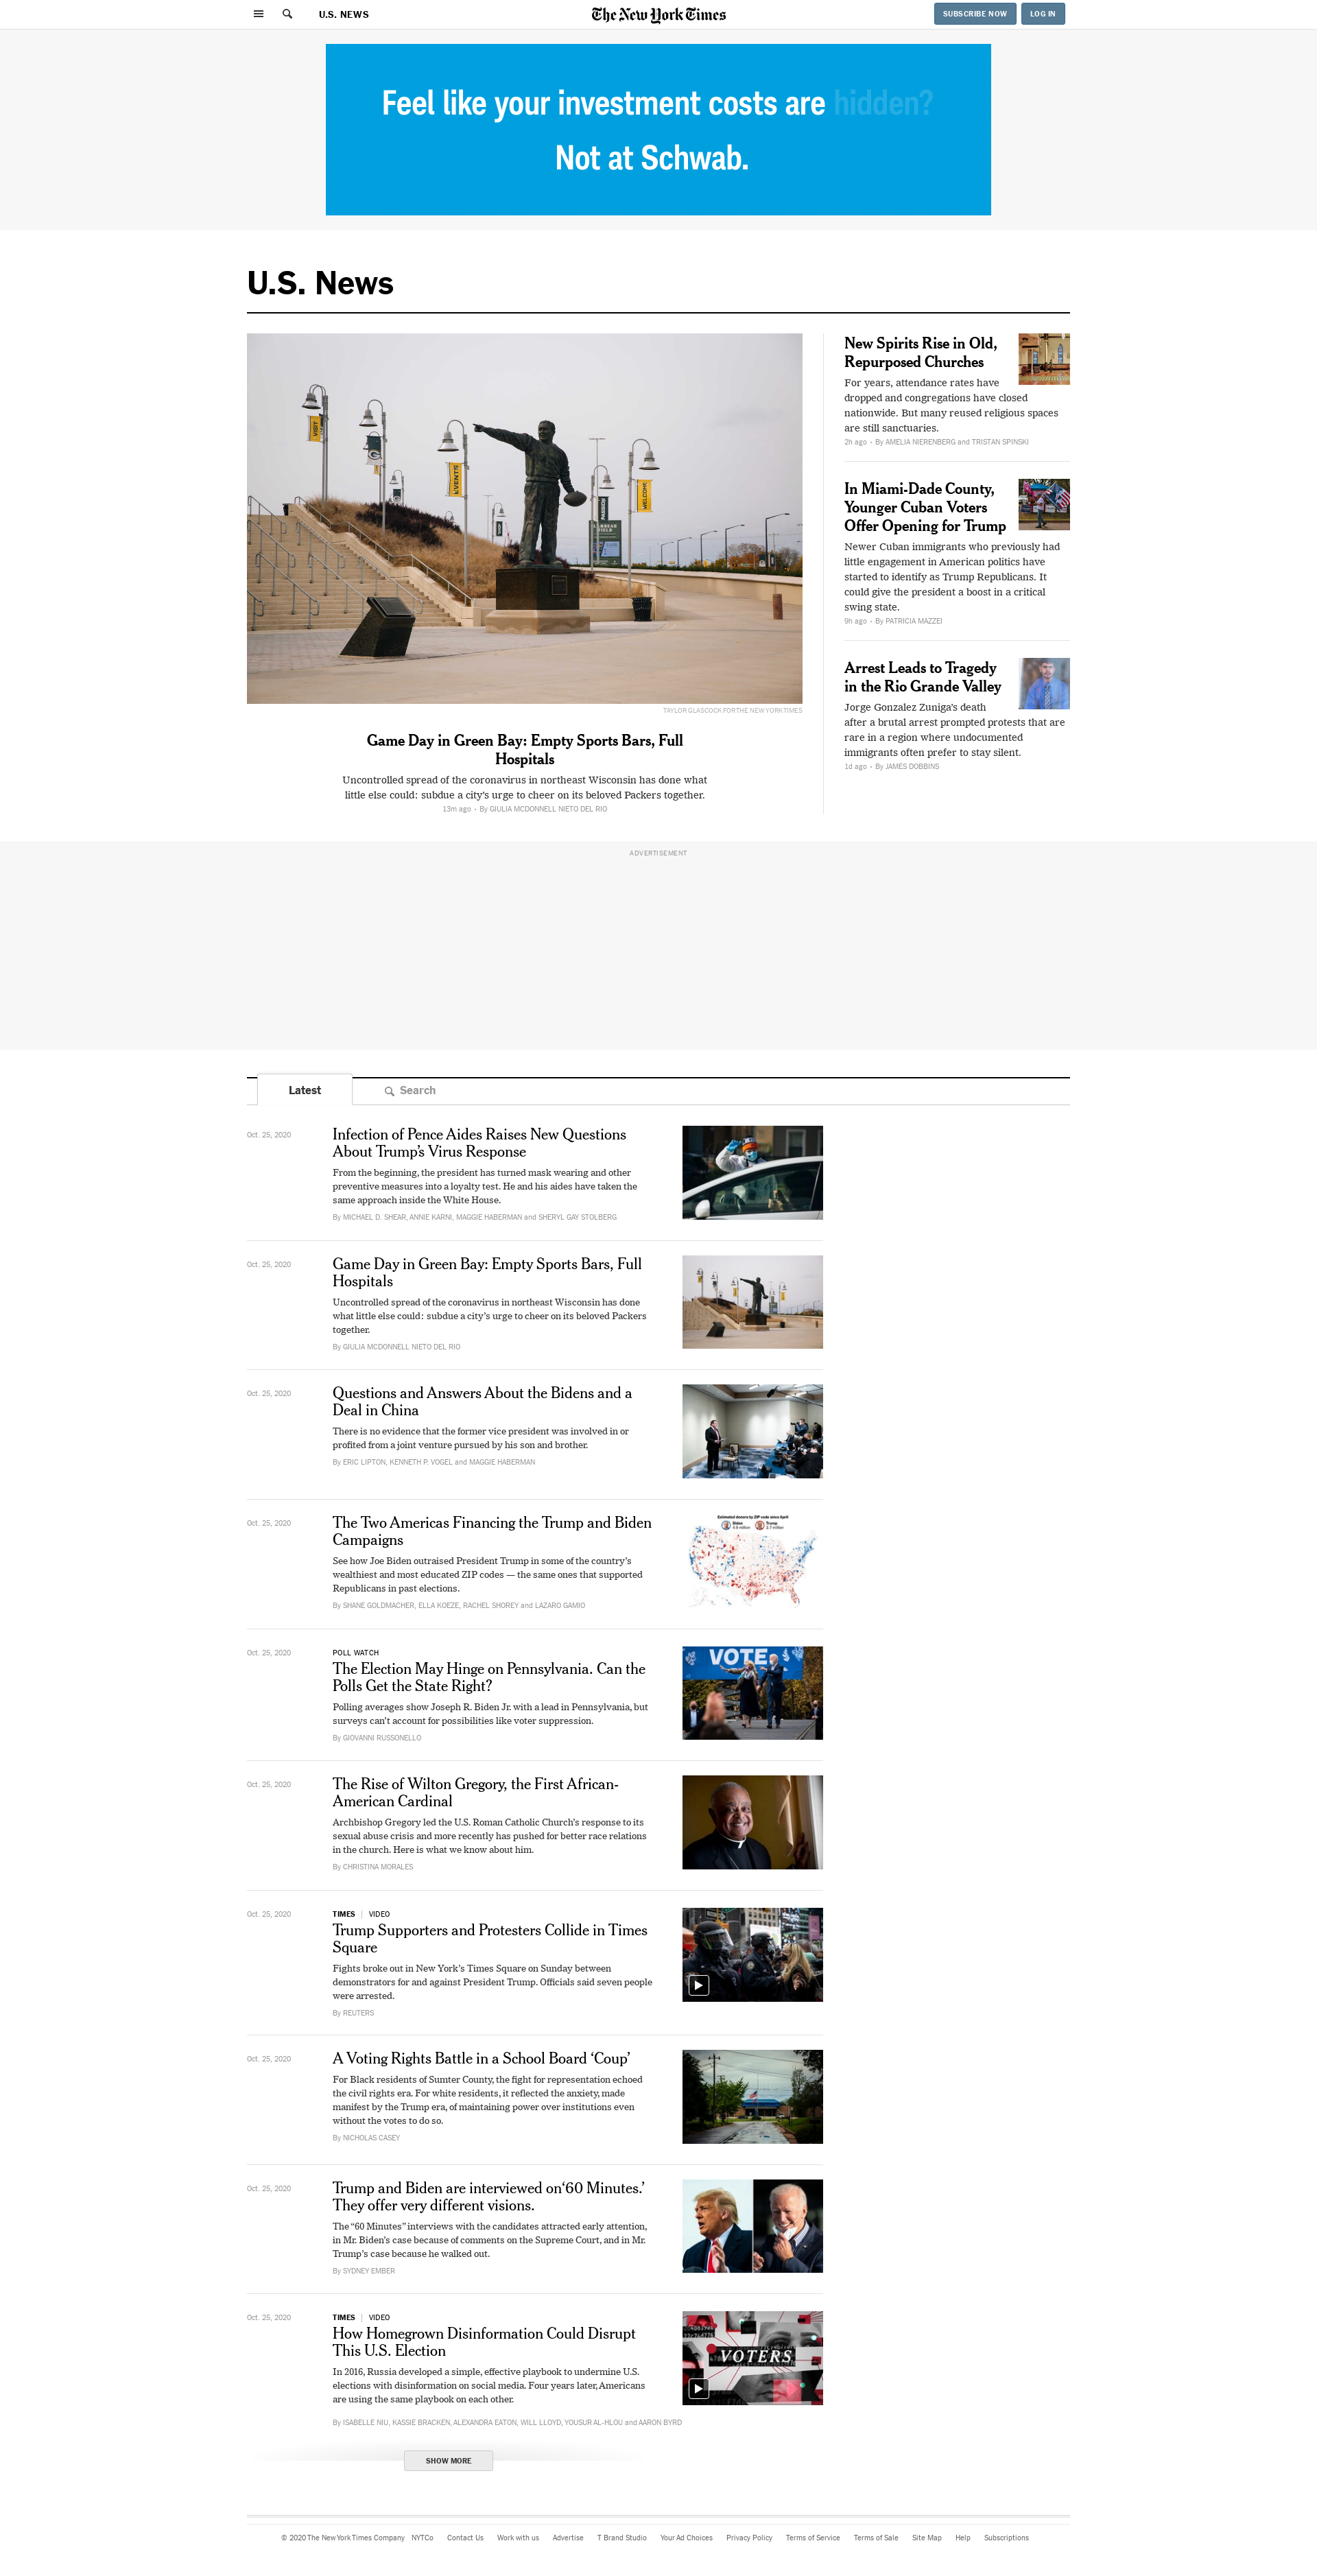 U.S. NEWS
The New York Times
SUBSCRIBE NOW
LOG IN
Feel like your investment costs are hidden?
Not at Schwab.
U.S. News
VISIT
EVENTS
WELCOME
TAYLOR GLASCOCK FOR THE NEW YORK TIMES
Game Day in Green Bay: Empty Sports Bars, Full
Hospitals
Uncontrolled spread of the coronavirus in northeast Wisconsin has done what
little else could: subdue a city's urge to cheer on its beloved Packers together.
13m ago • By GIULIA MCDONNELL NIETO DEL RIO
New Spirits Rise in Old,
Repurposed Churches
For years, attendance rates have
dropped and congregations have closed
nationwide. But many reused religious spaces
are still sanctuaries.
2h ago • By AMELIA NIERENBERG and TRISTAN SPINSKI
In Miami-Dade County,
Younger Cuban Voters
Offer Opening for Trump
Newer Cuban immigrants who previously had
little engagement in American politics have
started to identify as Trump Republicans. It
could give the president a boost in a critical
swing state.
9h ago • By PATRICIA MAZZEI
Arrest Leads to Tragedy
in the Rio Grande Valley
Jorge Gonzalez Zuniga's death
after a brutal arrest prompted protests that are
rare in a region where undocumented
immigrants often prefer to stay silent.
1d ago • By JAMES DOBBINS
ADVERTISEMENT
Latest
Search
Oct. 25, 2020
Infection of Pence Aides Raises New Questions
About Trump's Virus Response
From the beginning, the president has turned mask wearing and other
preventive measures into a loyalty test. He and his aides have taken the
same approach inside the White House.
By MICHAEL D. SHEAR, ANNIE KARNI, MAGGIE HABERMAN and SHERYL GAY STOLBERG
Oct. 25, 2020
Game Day in Green Bay: Empty Sports Bars, Full
Hospitals
Uncontrolled spread of the coronavirus in northeast Wisconsin has done
what little else could: subdue a city's urge to cheer on its beloved Packers
together.
By GIULIA MCDONNELL NIETO DEL RIO
Oct. 25, 2020
Questions and Answers About the Bidens and a
Deal in China
There is no evidence that the former vice president was involved in or
profited from a joint venture pursued by his son and brother.
By ERIC LIPTON, KENNETH P. VOGEL and MAGGIE HABERMAN
Oct. 25, 2020
The Two Americas Financing the Trump and Biden
Campaigns
See how Joe Biden outraised President Trump in some of the country's
wealthiest and most educated ZIP codes — the same ones that supported
Republicans in past elections.
By SHANE GOLDMACHER, ELLA KOEZE, RACHEL SHOREY and LAZARO GAMIO
Estimated donors by ZIP code since April
Biden
Trump
Oct. 25, 2020
POLL WATCH
The Election May Hinge on Pennsylvania. Can the
Polls Get the State Right?
Polling averages show Joseph R. Biden Jr. with a lead in Pennsylvania, but
surveys can't account for possibilities like voter suppression.
By GIOVANNI RUSSONELLO
VOTE
Oct. 25, 2020
The Rise of Wilton Gregory, the First African-
American Cardinal
Archbishop Gregory led the U.S. Roman Catholic Church's response to its
sexual abuse crisis and more recently has pushed for better race relations
in the church. Here is what we know about him.
By CHRISTINA MORALES
Oct. 25, 2020
TIMES | VIDEO
Trump Supporters and Protesters Collide in Times
Square
Fights broke out in New York's Times Square on Sunday between
demonstrators for and against President Trump. Officials said seven people
were arrested.
By REUTERS
Oct. 25, 2020
A Voting Rights Battle in a School Board 'Coup'
For Black residents of Sumter County, the fight for representation echoed
the civil rights era. For white residents, it reflected the anxiety, made
manifest by the Trump era, of maintaining power over institutions even
without the votes to do so.
By NICHOLAS CASEY
Oct. 25, 2020
Trump and Biden are interviewed on '60 Minutes.'
They offer very different visions.
The "60 Minutes" interviews with the candidates attracted early attention,
in Mr. Biden's case because of comments on the Supreme Court, and in Mr.
Trump's case because he walked out.
By SYDNEY EMBER
Oct. 25, 2020
TIMES | VIDEO
How Homegrown Disinformation Could Disrupt
This U.S. Election
In 2016, Russia developed a simple, effective playbook to undermine U.S.
elections with disinformation on social media. Four years later, Americans
are using the same playbook on each other.
By ISABELLE NIU, KASSIE BRACKEN, ALEXANDRA EATON, WILL LLOYD, YOUSUR AL-HLOU and AARON BYRD
VOTERS
SHOW MORE
© 2020 The New York Times Company NYTCo Contact Us Work with us Advertise T Brand Studio Your Ad Choices Privacy Policy Terms of Service Terms of Sale Site Map Help Subscriptions